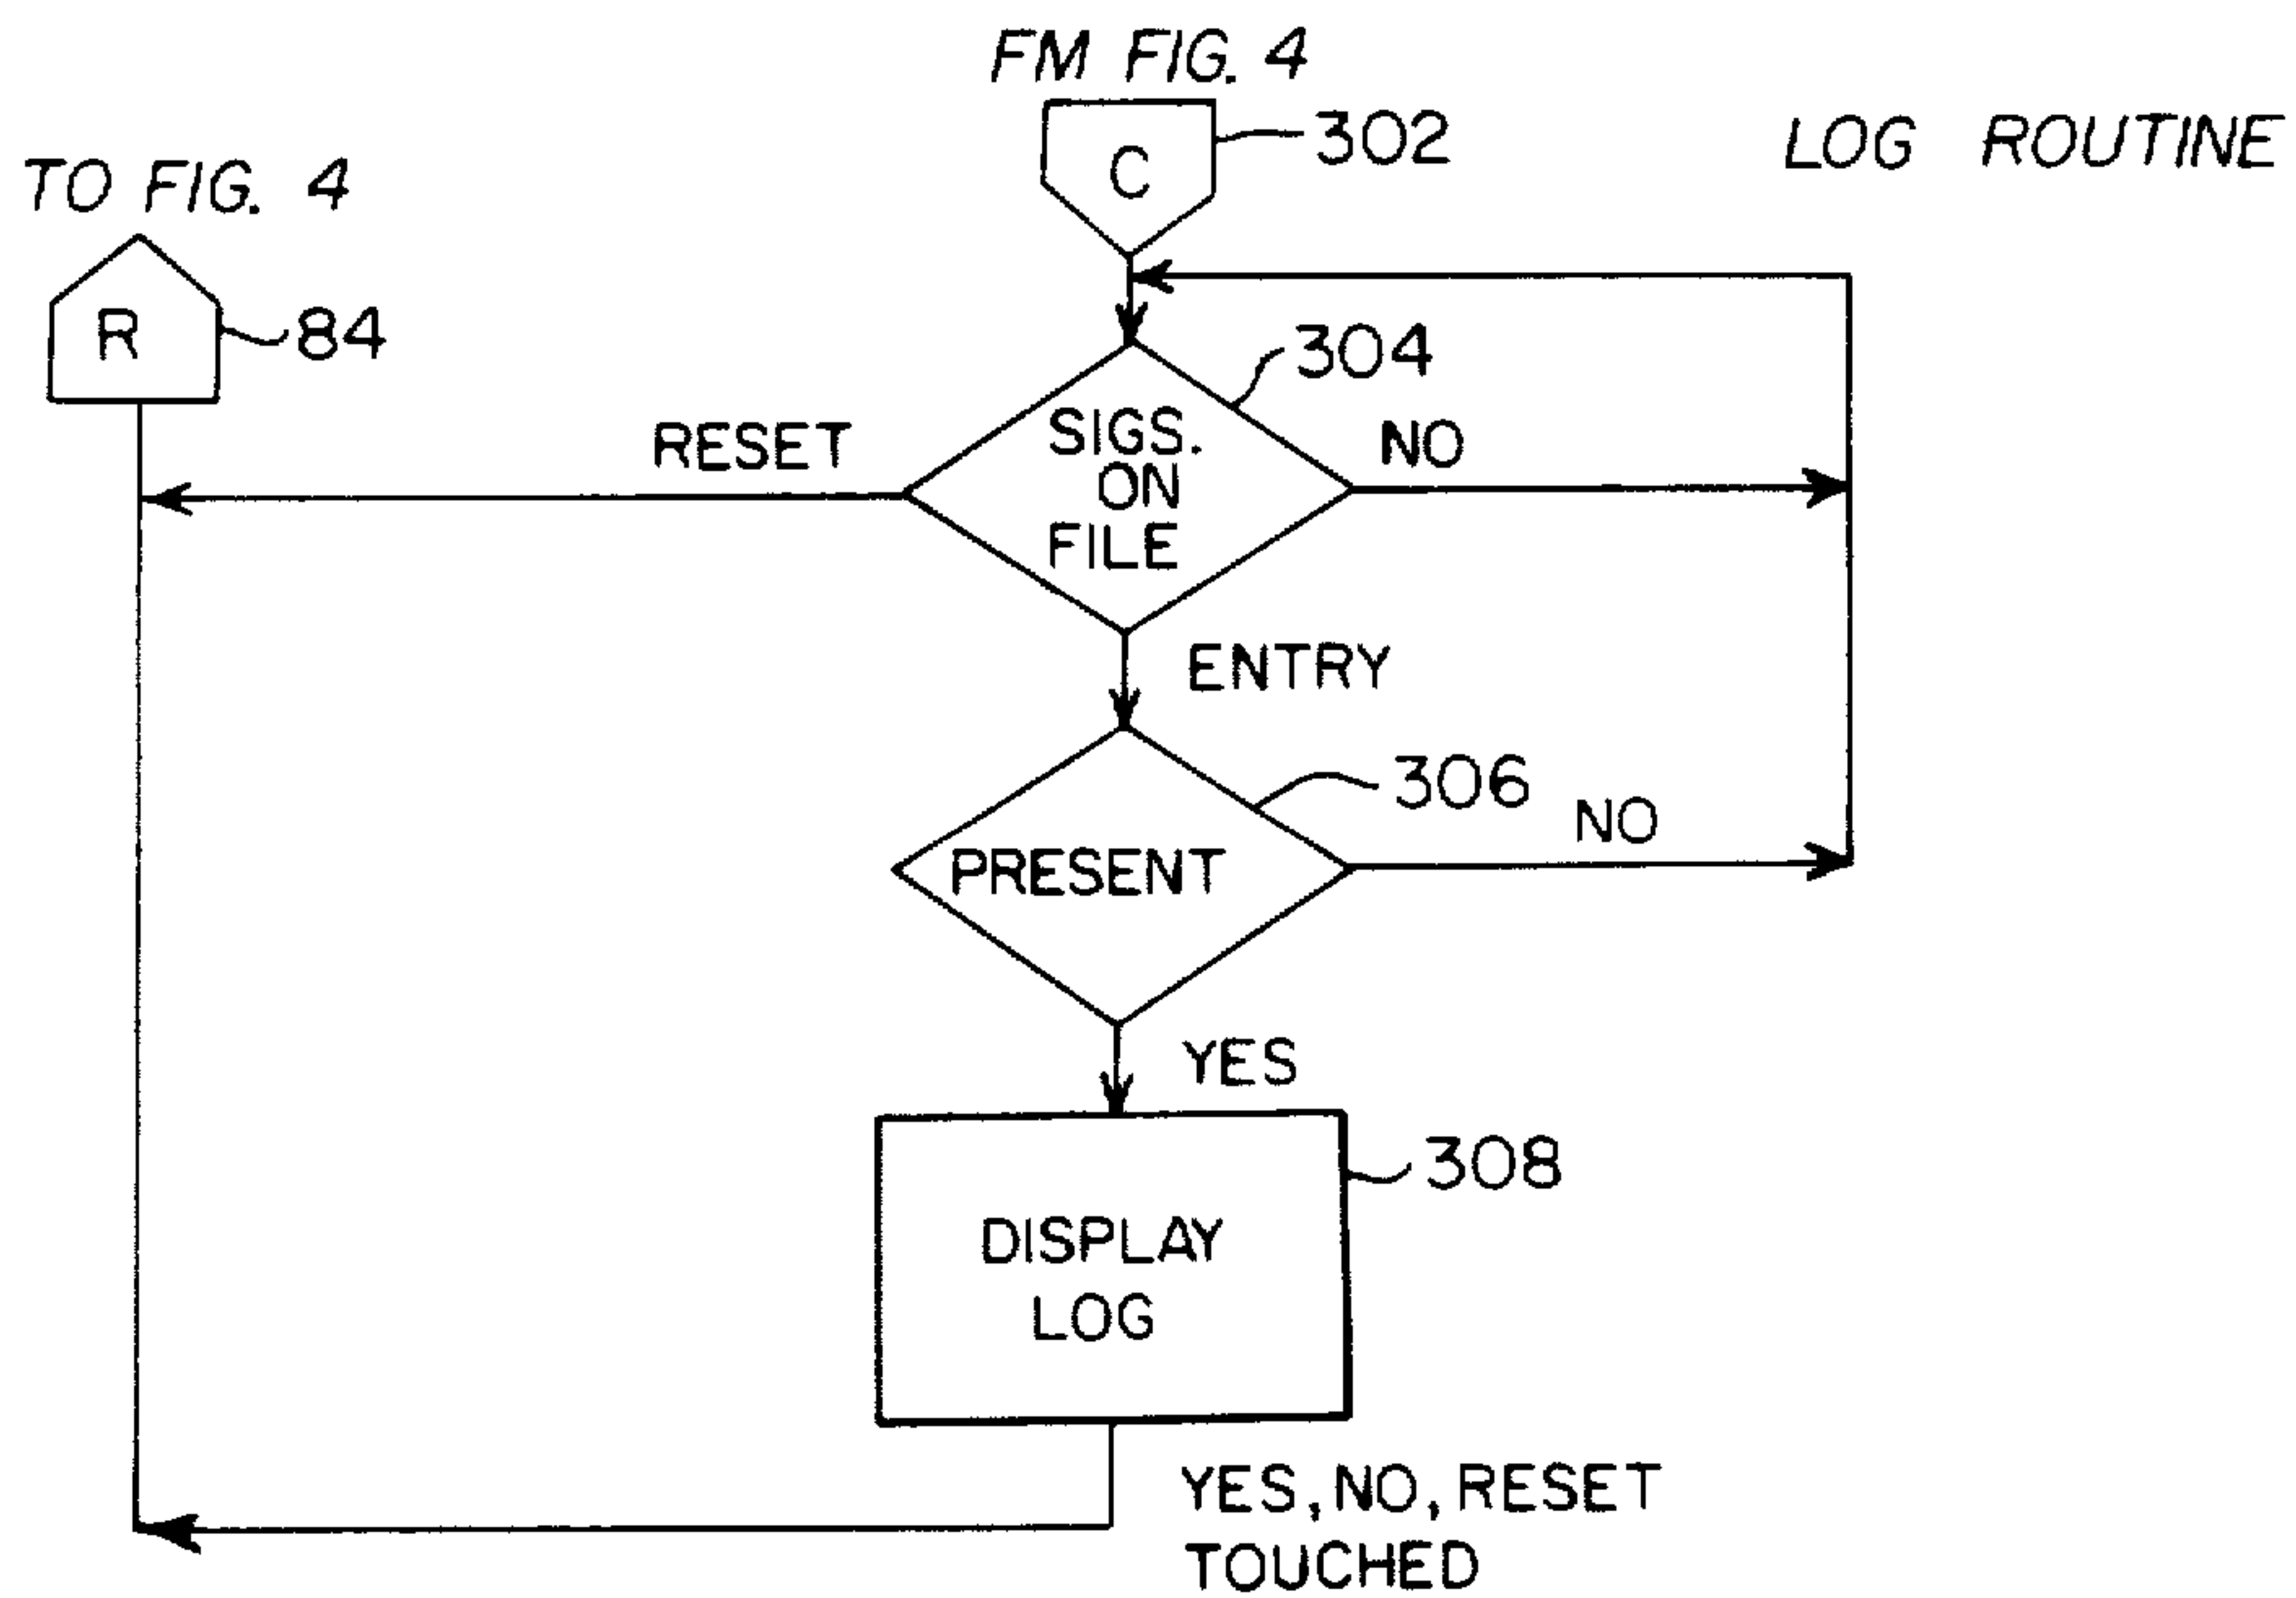 FM FIG. 4
C
302
LOG ROUTINE
TO FIG. 4
R
84
304
RESET
SIGS.
ON
FILE
NO
ENTRY
306
NO
PRESENT
YES
308
DISPLAY
LOG
YES, NO, RESET
TOUCHED